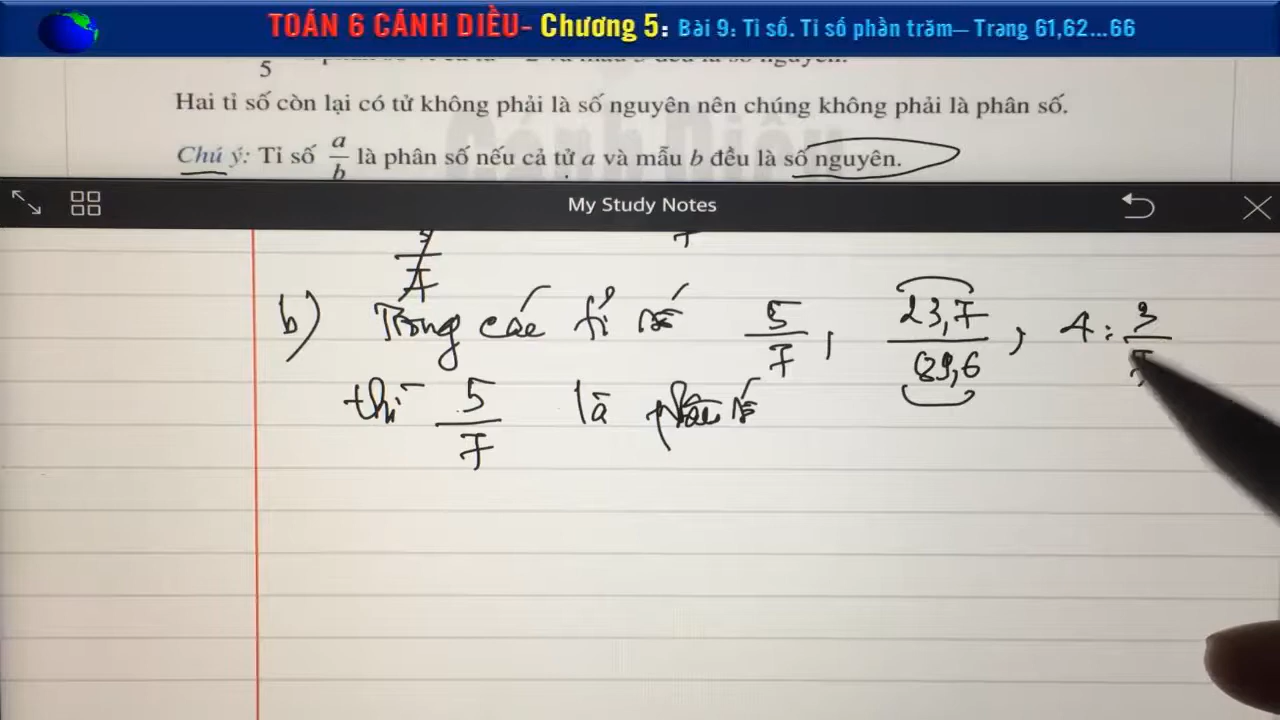 TOÁN 6 CÁNH DIỀU- Chương 5: Bài 9: Tỉ số. Tỉ số phần trăm– Trang 61,62...66
5
Hai tỉ số còn lại có tử không phải là số nguyên nên chúng không phải là phân số.
Cánh Diều
Chú ý: Tỉ số a/b là phân số nếu cả tử a và mẫu b đều là số nguyên.
My Study Notes
b) Trong các tỉ số 5/7, 23,7/89,6, 4:3/
thì 5/7 là phân số